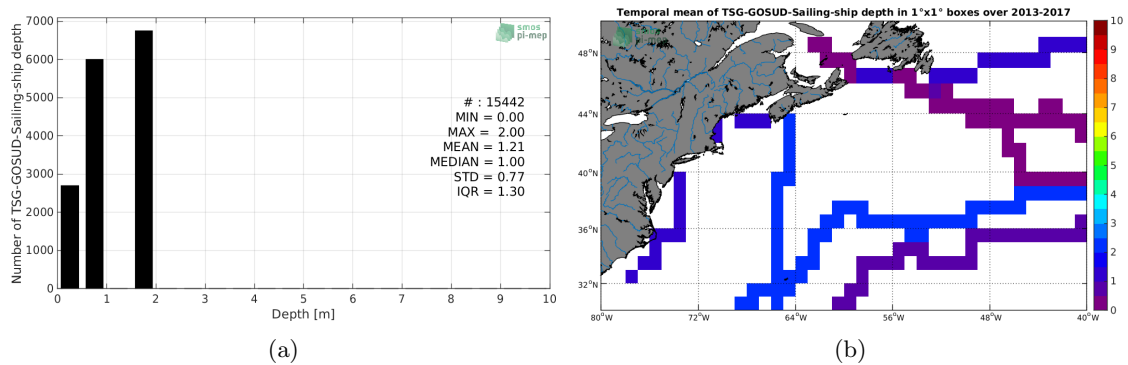 Temporal mean of TSG-GOSUD-Sailing-ship depth in 1°x1° boxes over 2013-2017
Number of TSG-GOSUD-Sailing-ship depth
7000
6000
5000
4000
3000
2000
1000
0
0 1 2 3 4 5 6 7 8 9 10
Depth [m]
smos
pi-mep
# : 15442
MIN = 0.00
MAX = 2.00
MEAN = 1.21
MEDIAN = 1.00
STD = 0.77
IQR = 1.30
smos
pi-mep
48°N
44°N
40°N
36°N
32°N
80°W 72°W 64°W 56°W 48°W 40°W
10
9
8
7
6
5
4
3
2
1
0
(a) (b)